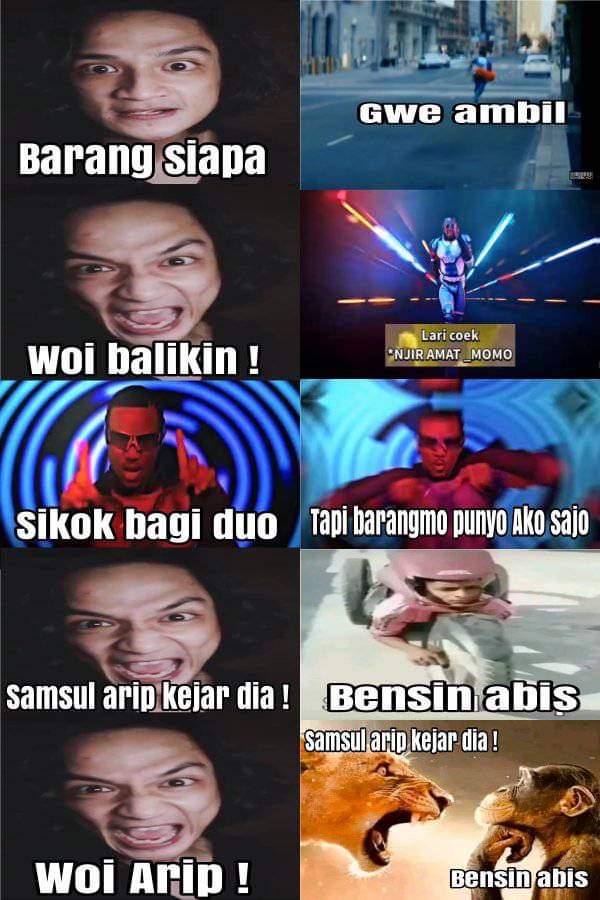 Barang siapa
Gwe ambil
Woi balikin !
Lari coek
*NJIR AMAT _MOMO
Sikok bagi duo
Tapi barangmo punyo Ako sajo
Samsul arip kejar dia !
Bensin abis
Woi Arip !
Samsul arip kejar dia !
Bensin abis